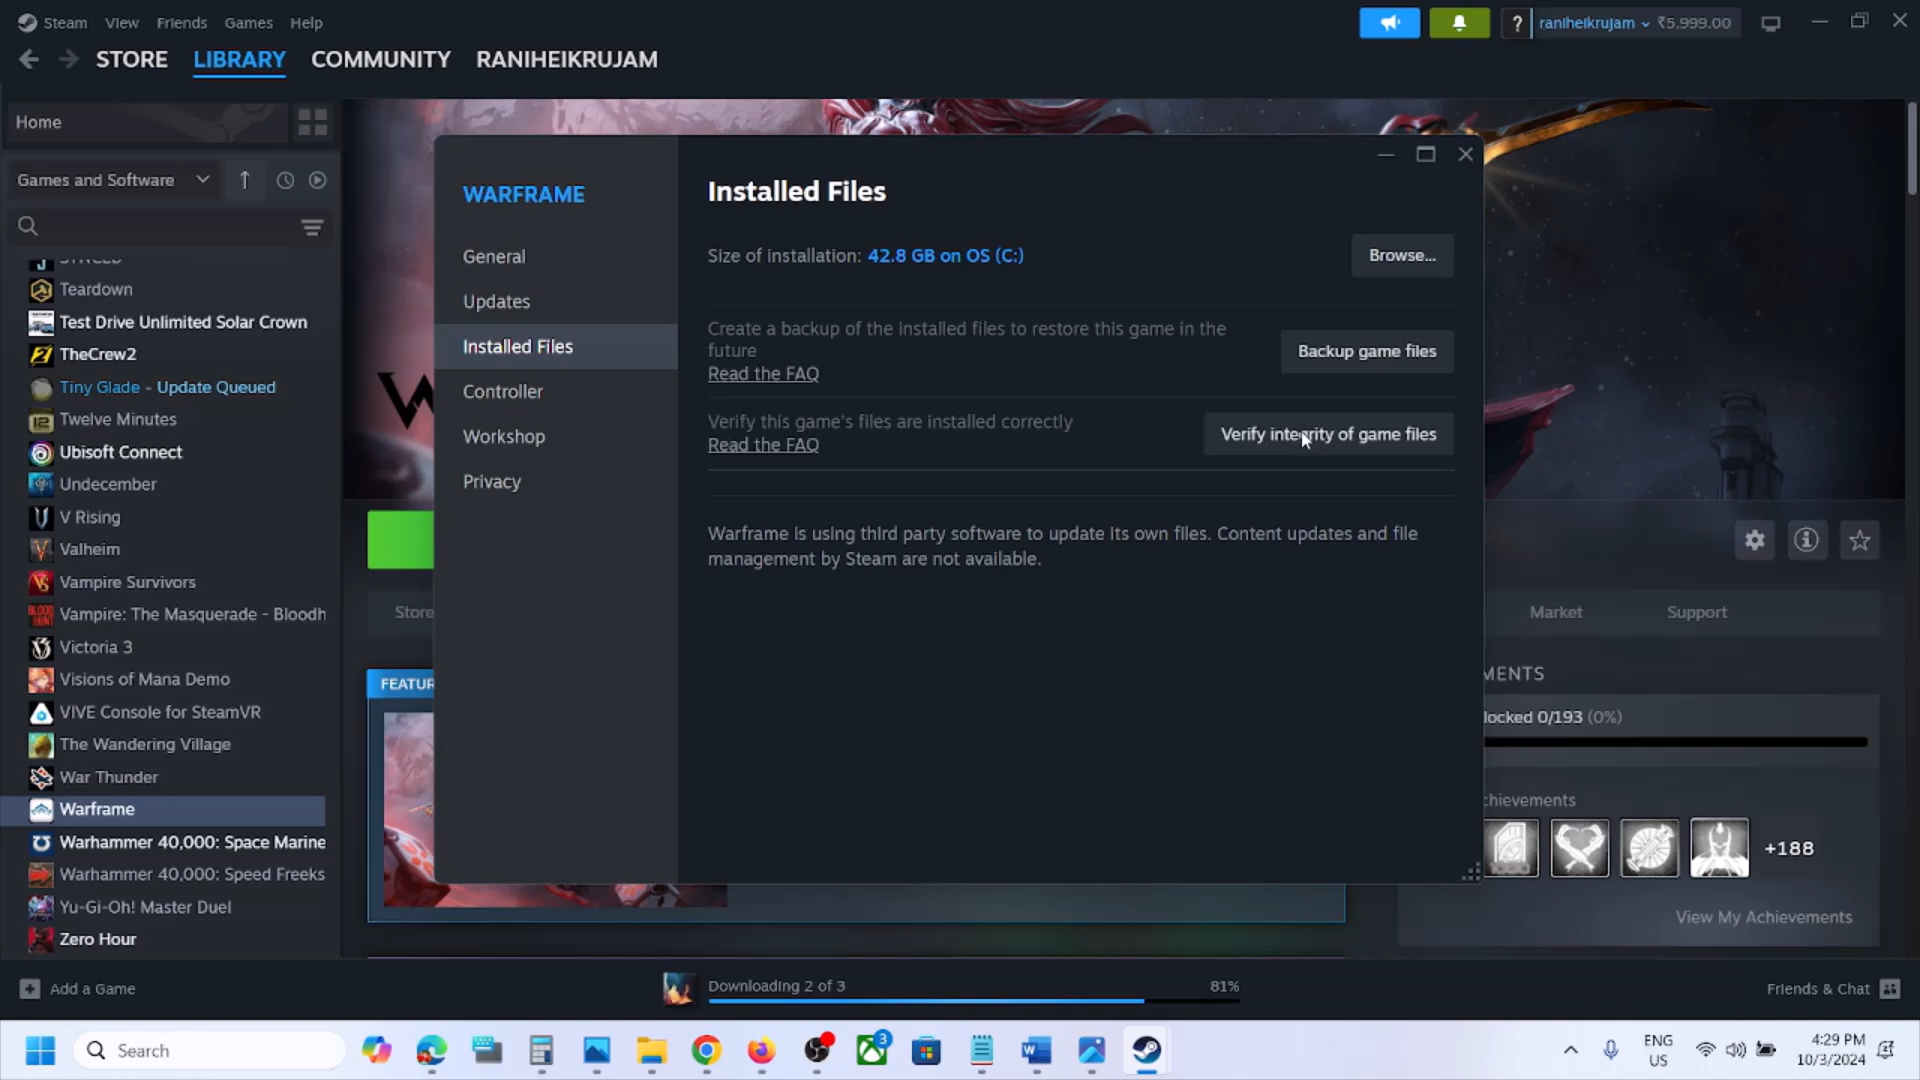 Steam View Friends Games Help
? raniheikrujam ₹5,999.00
STORE LIBRARY COMMUNITY RANIHEIKRUJAM
Home
Games and Software
Teardown
Test Drive Unlimited Solar Crown
TheCrew2
Tiny Glade - Update Queued
Twelve Minutes
Ubisoft Connect
Undecember
V Rising
Valheim
Vampire Survivors
Vampire: The Masquerade - Bloodh
Victoria 3
Visions of Mana Demo
VIVE Console for SteamVR
The Wandering Village
War Thunder
Warframe
Warhammer 40,000: Space Marine
Warhammer 40,000: Speed Freeks
Yu-Gi-Oh! Master Duel
Zero Hour
Add a Game
W
WARFRAME
General
Updates
Installed Files
Controller
Workshop
Privacy
Installed Files
Size of installation: 42.8 GB on OS (C:)
Browse...
Create a backup of the installed files to restore this game in the
future
Read the FAQ
Backup game files
Verify this game's files are installed correctly
Read the FAQ
Verify integrity of game files
Warframe is using third party software to update its own files. Content updates and file
management by Steam are not available.
Store
Market
Support
FEATUR
MENTS
locked 0/193 (0%)
chievements
+188
View My Achievements
Downloading 2 of 3
81%
Friends & Chat
Search
3
ENG
US
4:29 PM
10/3/2024